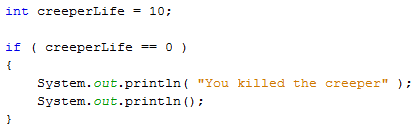 int creeperLife = 10;
if ( creeperLife == 0 )
{
System.out.println( "You killed the creeper" );
System.out.println();
}